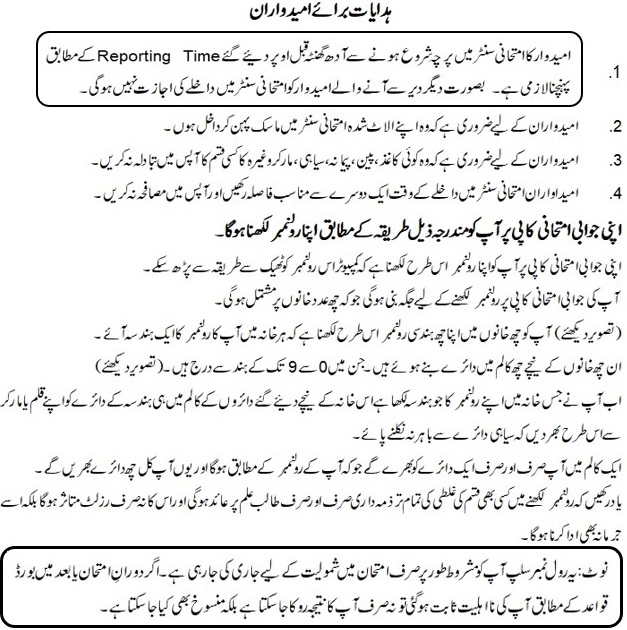 ہدایات برائے امیدواران
1. امیدوار کا امتحانی سنٹر میں پرچہ شروع ہونے سے آدھ گھنٹہ قبل اوپر دیئے گئے Reporting Time کے مطابق
پہنچنا لازمی ہے۔ بصورت دیگر دیر سے آنے والے امیدوار کو امتحانی سنٹر میں داخلے کی اجازت نہیں ہوگی۔
2. امیدواران کے لیے ضروری ہے کہ وہ اپنے الاٹ شدہ امتحانی سنٹر میں ماسک پہن کر داخل ہوں۔
3. امیدواران کے لیے ضروری ہے کہ وہ کوئی کاغذ، پین، پیمانہ، سیاہی، مارکر وغیرہ کا کسی قسم کا آپس میں تبادلہ نہ کریں۔
4. امیدواران امتحانی سنٹر میں داخلے کے وقت ایک دوسرے سے مناسب فاصلہ رکھیں اور آپس میں مصافحہ نہ کریں۔
اپنی جوابی امتحانی کاپی پر آپ کو مندرجہ ذیل طریقہ کے مطابق اپنا رولنمبر لکھنا ہوگا۔
اپنی جوابی امتحانی کاپی پر آپ کو اپنا رولنمبر اس طرح لکھنا ہے کہ کمپیوٹر اس رولنمبر کو ٹھیک سے طریقہ سے پڑھ سکے۔
آپ کی جوابی امتحانی کاپی پر رولنمبر لکھنے کے لیے جگہ بنی ہوگی جو کہ چھ عدد خانوں پر مشتمل ہوگی۔
(تصویر دیکھئے) آپ کو چھ خانوں میں اپنا چھ ہندسی رولنمبر اس طرح لکھنا ہے کہ ہر خانہ میں آپ کا رولنمبر کا ایک ہندسہ آئے۔
ان چھ خانوں کے نیچے چھ کالم میں دائرے بنے ہوئے ہیں۔ جن میں 0 سے 9 تک کے ہندسے درج ہیں۔ (تصویر دیکھئے)
اب آپ نے جس خانہ میں اپنے رولنمبر کا جو ہندسہ لکھا ہے اس خانہ کے نیچے دیئے گئے دائروں کے کالم میں ہی ہندسہ کے دائرے کو اپنے قلم یا مارکر
سے اس طرح بھر دیں کہ سیاہی دائرے سے باہر نہ نکلنے پائے۔
ایک کالم میں آپ صرف اور صرف ایک دائرے کو بھرے گے جو کہ آپ کے رولنمبر کے مطابق ہوگا اور یوں آپ کل چھ دائرے بھریں گے۔
یاد رکھیں کہ رولنمبر لکھنے میں کسی بھی قسم کی غلطی کی تمام تر ذمہ داری صرف اور صرف طالب علم پر عائد ہوگی اور اس کا نہ صرف رزلٹ متاثر ہوگا بلکہ اسے
جرمانہ بھی ادا کرنا ہوگا۔
نوٹ: یہ رول نمبر سلپ آپ کو مشروط طور پر صرف امتحان میں شمولیت کے لیے جاری کی جا رہی ہے۔ اگر دوران امتحان یا بعد میں بورڈ
قواعد کے مطابق آپ کی نااہلیت ثابت ہوگئی تو نہ صرف آپ کا نتیجہ روکا جا سکتا ہے بلکہ منسوخ بھی کیا جا سکتا ہے۔